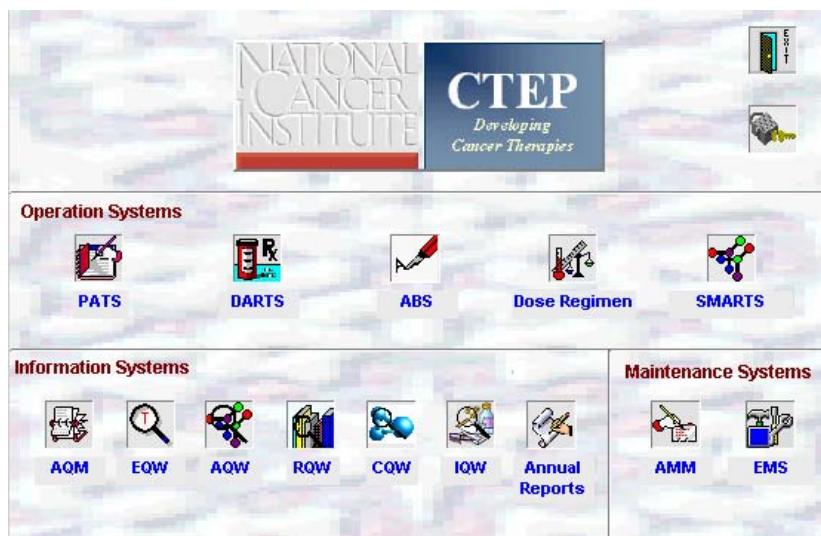 NATIONAL
CANCER
INSTITUTE
CTEP
Developing
Cancer Therapies
EXIT
Operation Systems
PATS DARTS ABS Dose Regimen SMARTS
Information Systems
Maintenance Systems
AQM EQW AQW RQW CQW IQW Annual
Reports
AMM EMS